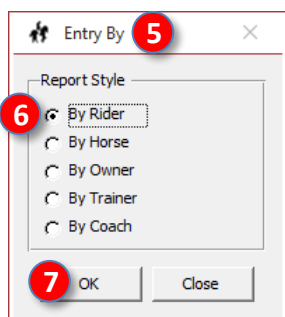 Entry By 5
Report Style
6 By Rider
By Horse
By Owner
By Trainer
By Coach
7 OK Close